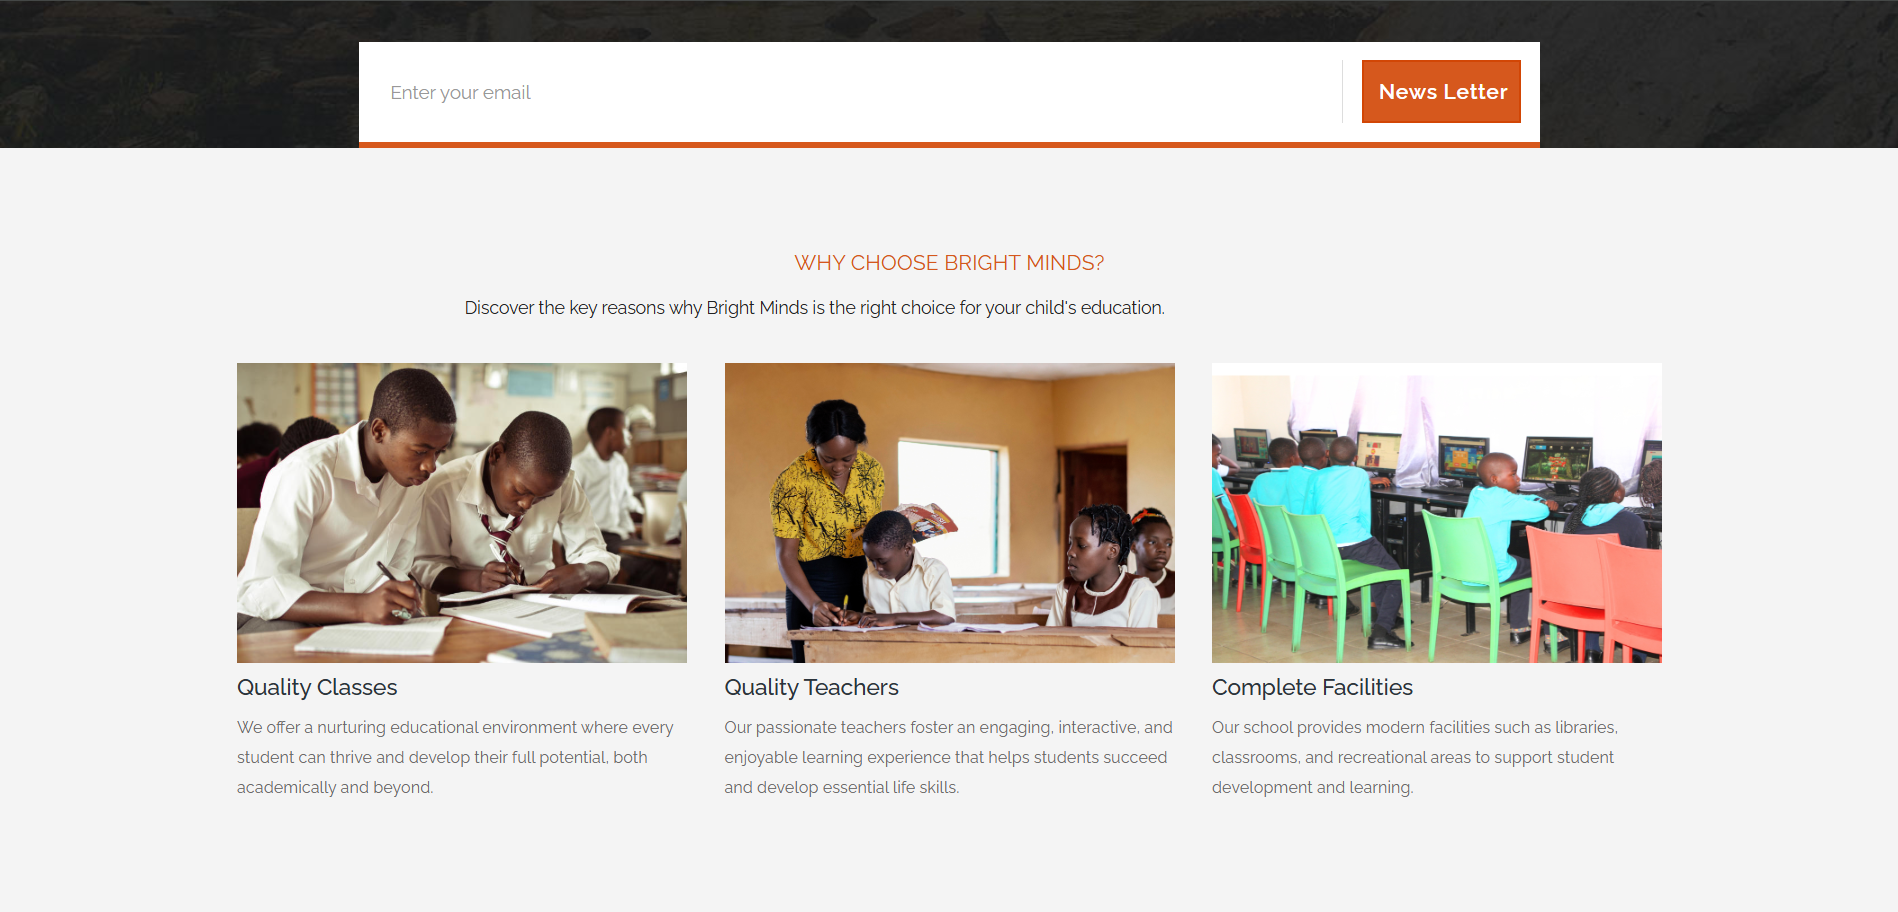 Enter your email
News Letter
WHY CHOOSE BRIGHT MINDS?
Discover the key reasons why Bright Minds is the right choice for your child's education.
Quality Classes
We offer a nurturing educational environment where every
student can thrive and develop their full potential, both
academically and beyond.
Quality Teachers
Our passionate teachers foster an engaging, interactive, and
enjoyable learning experience that helps students succeed
and develop essential life skills.
Complete Facilities
Our school provides modern facilities such as libraries,
classrooms, and recreational areas to support student
development and learning.